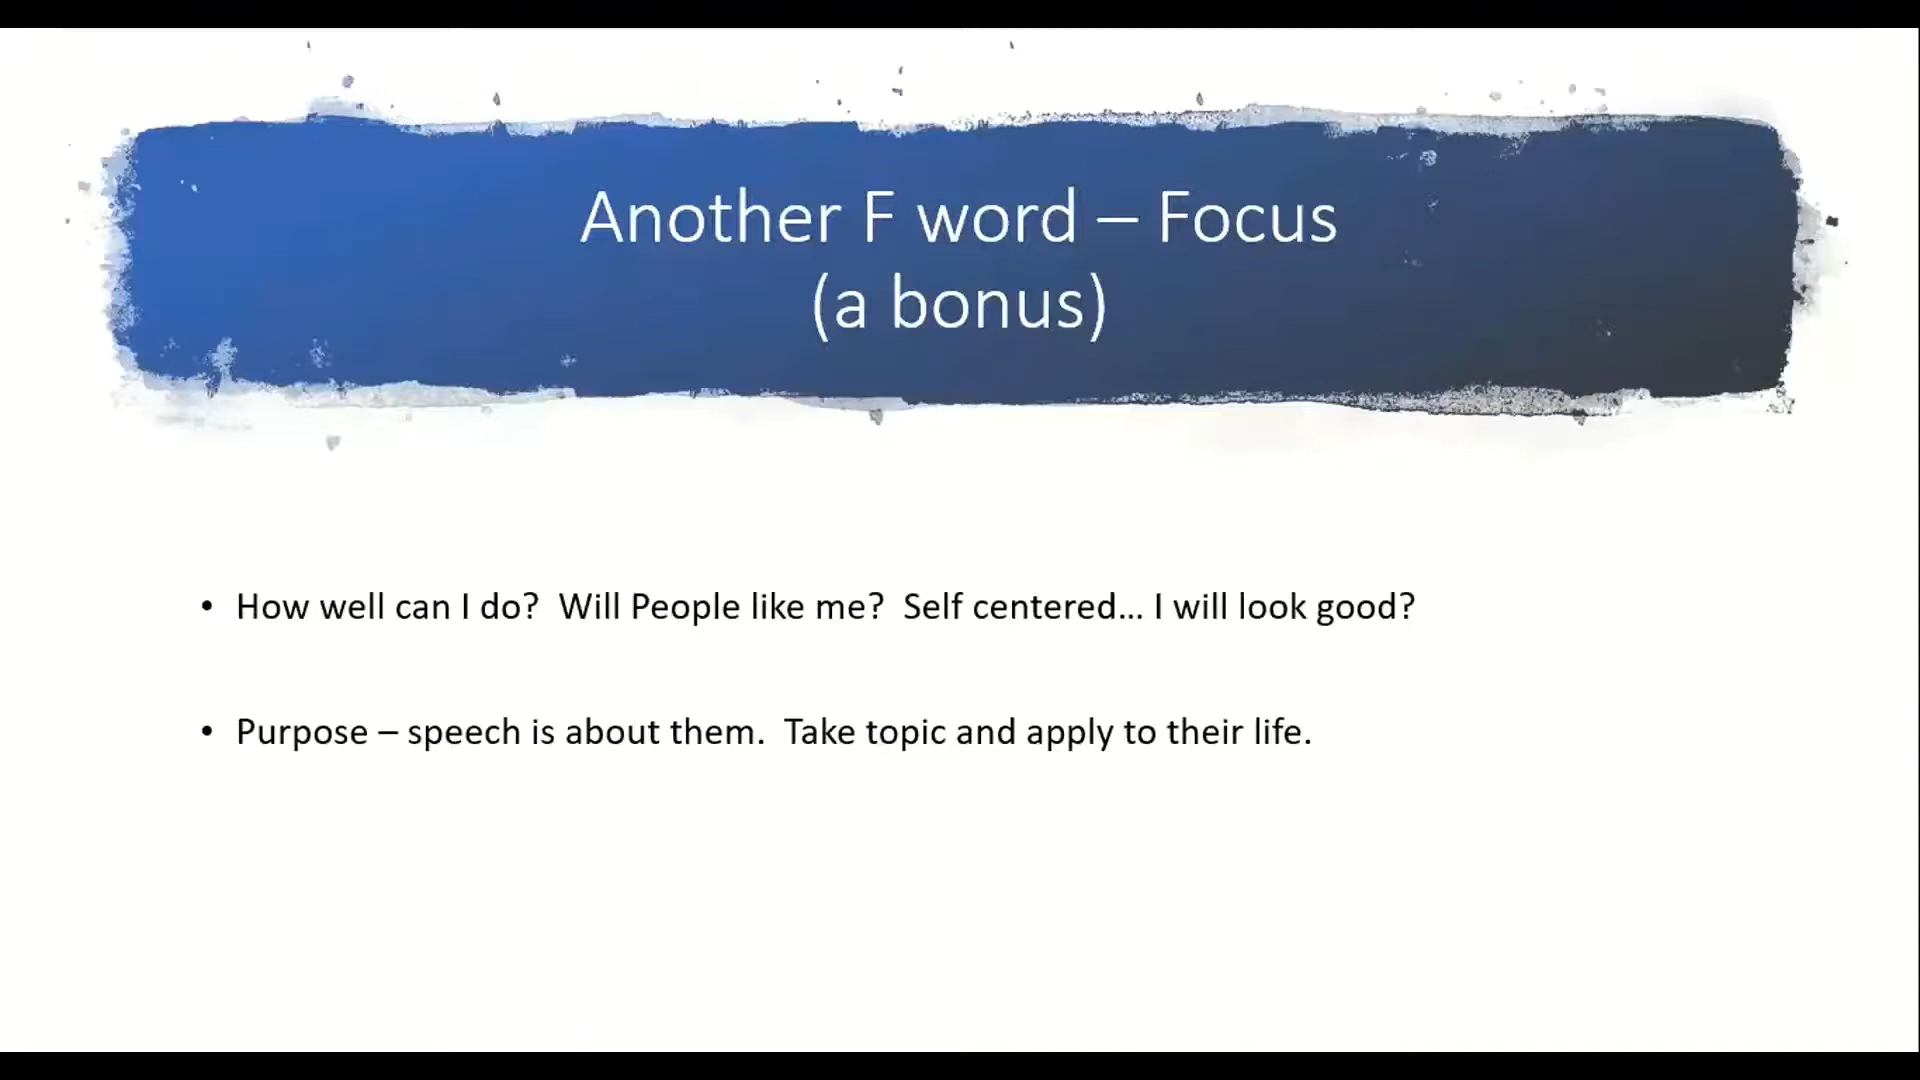 Another F word – Focus
(a bonus)
• How well can I do?  Will People like me?  Self centered... I will look good?
• Purpose – speech is about them.  Take topic and apply to their life.